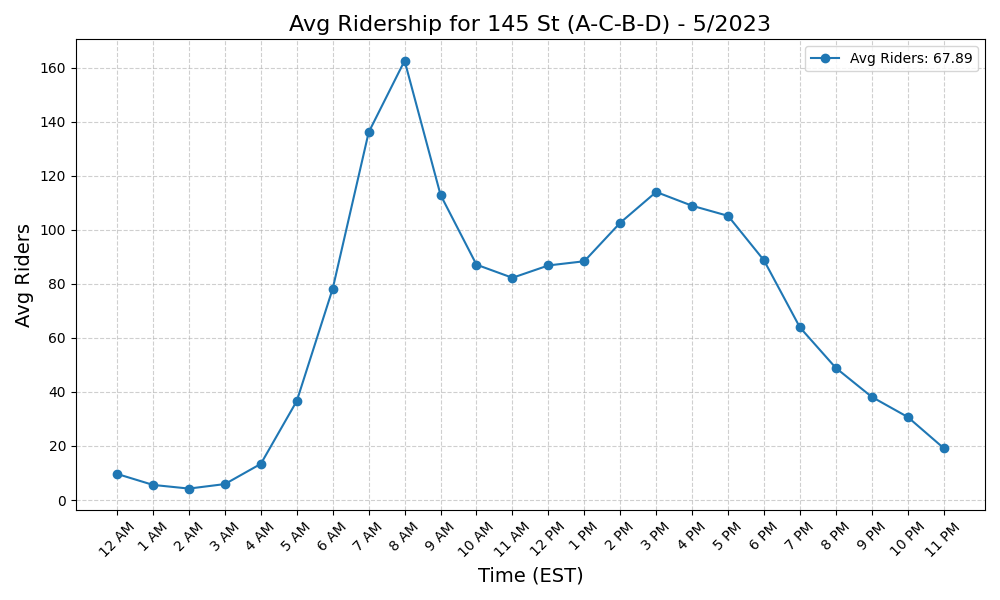 Avg Ridership for 145 St (A-C-B-D) - 5/2023
Avg Riders: 67.89
Avg Riders
160
140
120
100
80
60
40
20
0
12 AM
1 AM
2 AM
3 AM
4 AM
5 AM
6 AM
7 AM
8 AM
9 AM
10 AM
11 AM
12 PM
1 PM
2 PM
3 PM
4 PM
5 PM
6 PM
7 PM
8 PM
9 PM
10 PM
11 PM
Time (EST)